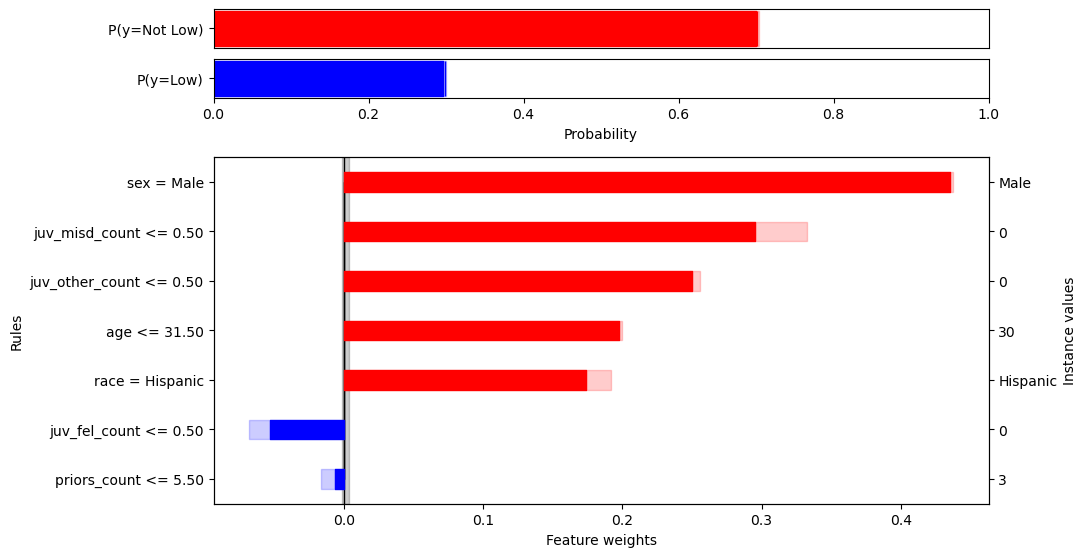 P(y=Not Low)
P(y=Low)
0.0 0.2 0.4 0.6 0.8 1.0
Probability
Rules
sex = Male Male
juv_misd_count <= 0.50 0
juv_other_count <= 0.50 0
age <= 31.50 30
race = Hispanic Hispanic
juv_fel_count <= 0.50 0
priors_count <= 5.50 3
Instance values
0.0 0.1 0.2 0.3 0.4
Feature weights